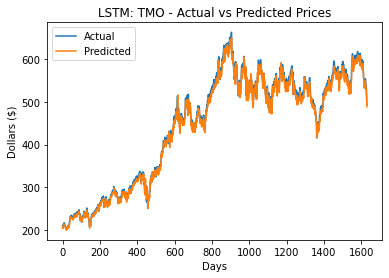 LSTM: TMO - Actual vs Predicted Prices
Actual
Predicted
Dollars ($)
600
500
400
300
200
0 200 400 600 800 1000 1200 1400 1600
Days